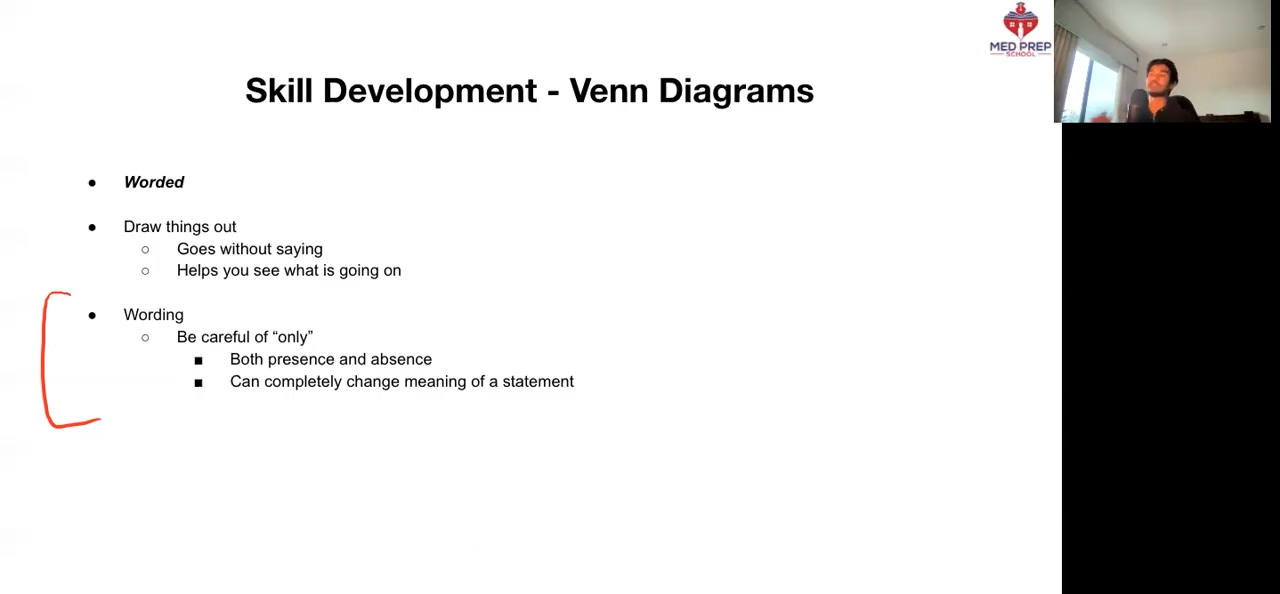 MED PREP
SCHOOL
Skill Development - Venn Diagrams
● Worded
● Draw things out
○ Goes without saying
○ Helps you see what is going on
● Wording
○ Be careful of “only”
■ Both presence and absence
■ Can completely change meaning of a statement